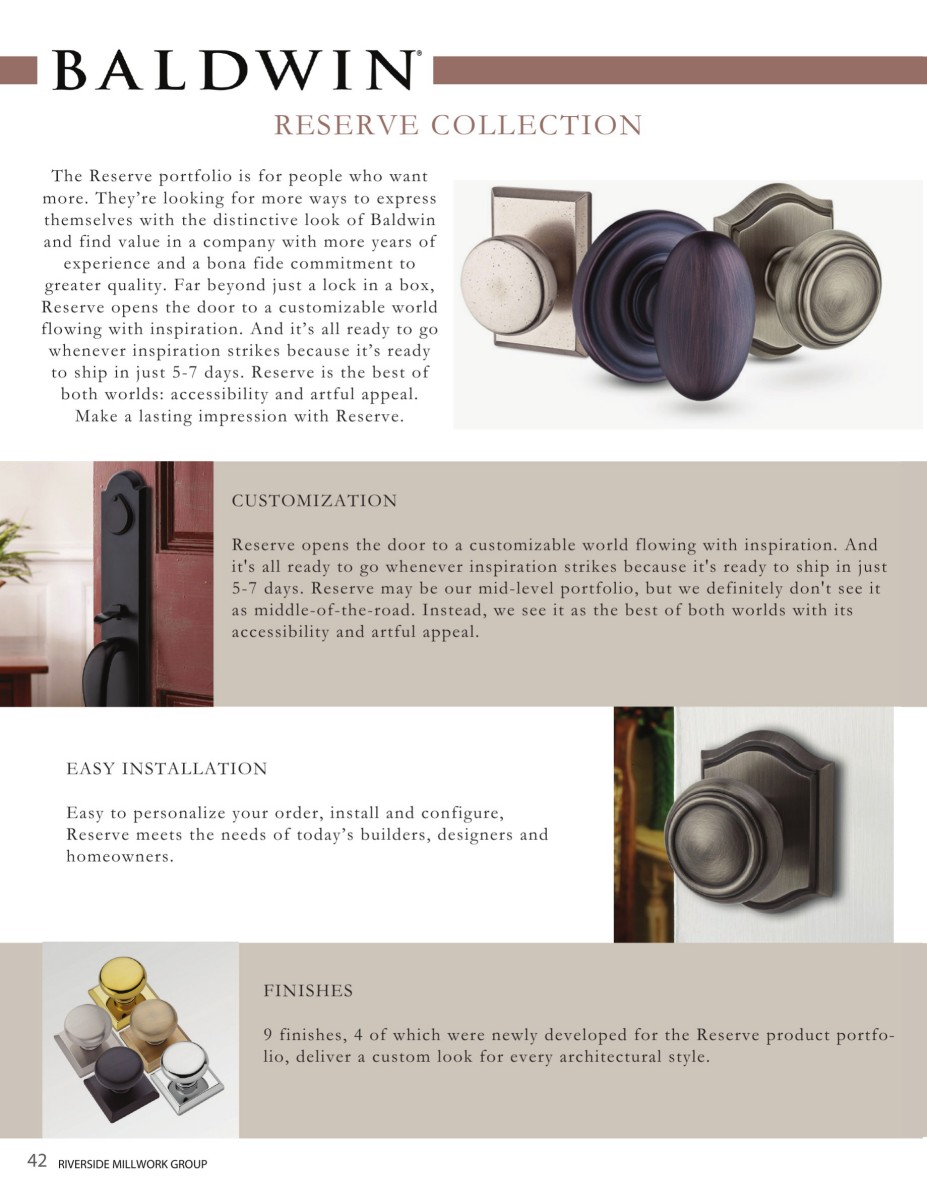 BALDWIN®
RESERVE COLLECTION
The Reserve portfolio is for people who want
more. They’re looking for more ways to express
themselves with the distinctive look of Baldwin
and find value in a company with more years of
experience and a bona fide commitment to
greater quality. Far beyond just a lock in a box,
Reserve opens the door to a customizable world
flowing with inspiration. And it’s all ready to go
whenever inspiration strikes because it’s ready
to ship in just 5-7 days. Reserve is the best of
both worlds: accessibility and artful appeal.
Make a lasting impression with Reserve.
CUSTOMIZATION
Reserve opens the door to a customizable world flowing with inspiration. And
it's all ready to go whenever inspiration strikes because it's ready to ship in just
5-7 days. Reserve may be our mid-level portfolio, but we definitely don't see it
as middle-of-the-road. Instead, we see it as the best of both worlds with its
accessibility and artful appeal.
EASY INSTALLATION
Easy to personalize your order, install and configure,
Reserve meets the needs of today’s builders, designers and
homeowners.
FINISHES
9 finishes, 4 of which were newly developed for the Reserve product portfo-
lio, deliver a custom look for every architectural style.
42 RIVERSIDE MILLWORK GROUP